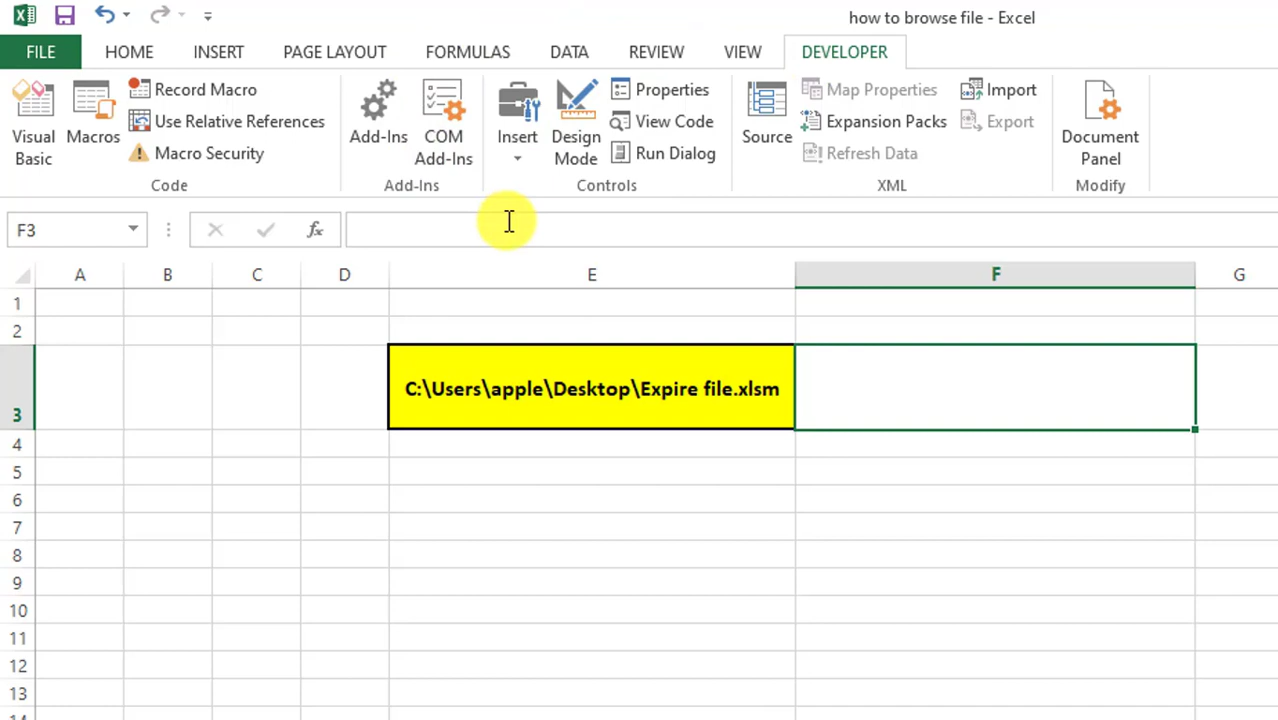 how to browse file - Excel
FILE HOME INSERT PAGE LAYOUT FORMULAS DATA REVIEW VIEW DEVELOPER
Visual Basic
Macros
Record Macro
Use Relative References
Macro Security
Code
Add-Ins
COM Add-Ins
Add-Ins
Insert
Design Mode
Properties
View Code
Run Dialog
Controls
Source
Map Properties
Expansion Packs
Refresh Data
Import
Export
XML
Document Panel
Modify
F3 fx
A B C D E F G
1
2
3 C:\Users\apple\Desktop\Expire file.xlsm
4
5
6
7
8
9
10
11
12
13
14